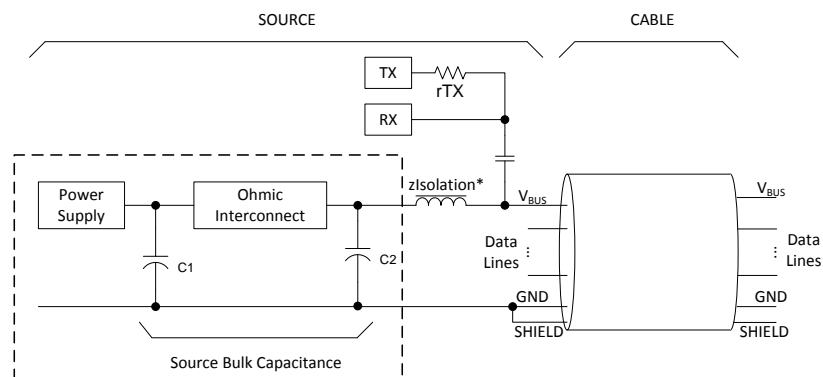 SOURCE
CABLE
TX
rTX
RX
Power
Supply
Ohmic
Interconnect
zIsolation*
VBUS
VBUS
C1
C2
Data
Lines
...
Data
Lines
...
GND
SHIELD
GND
SHIELD
Source Bulk Capacitance